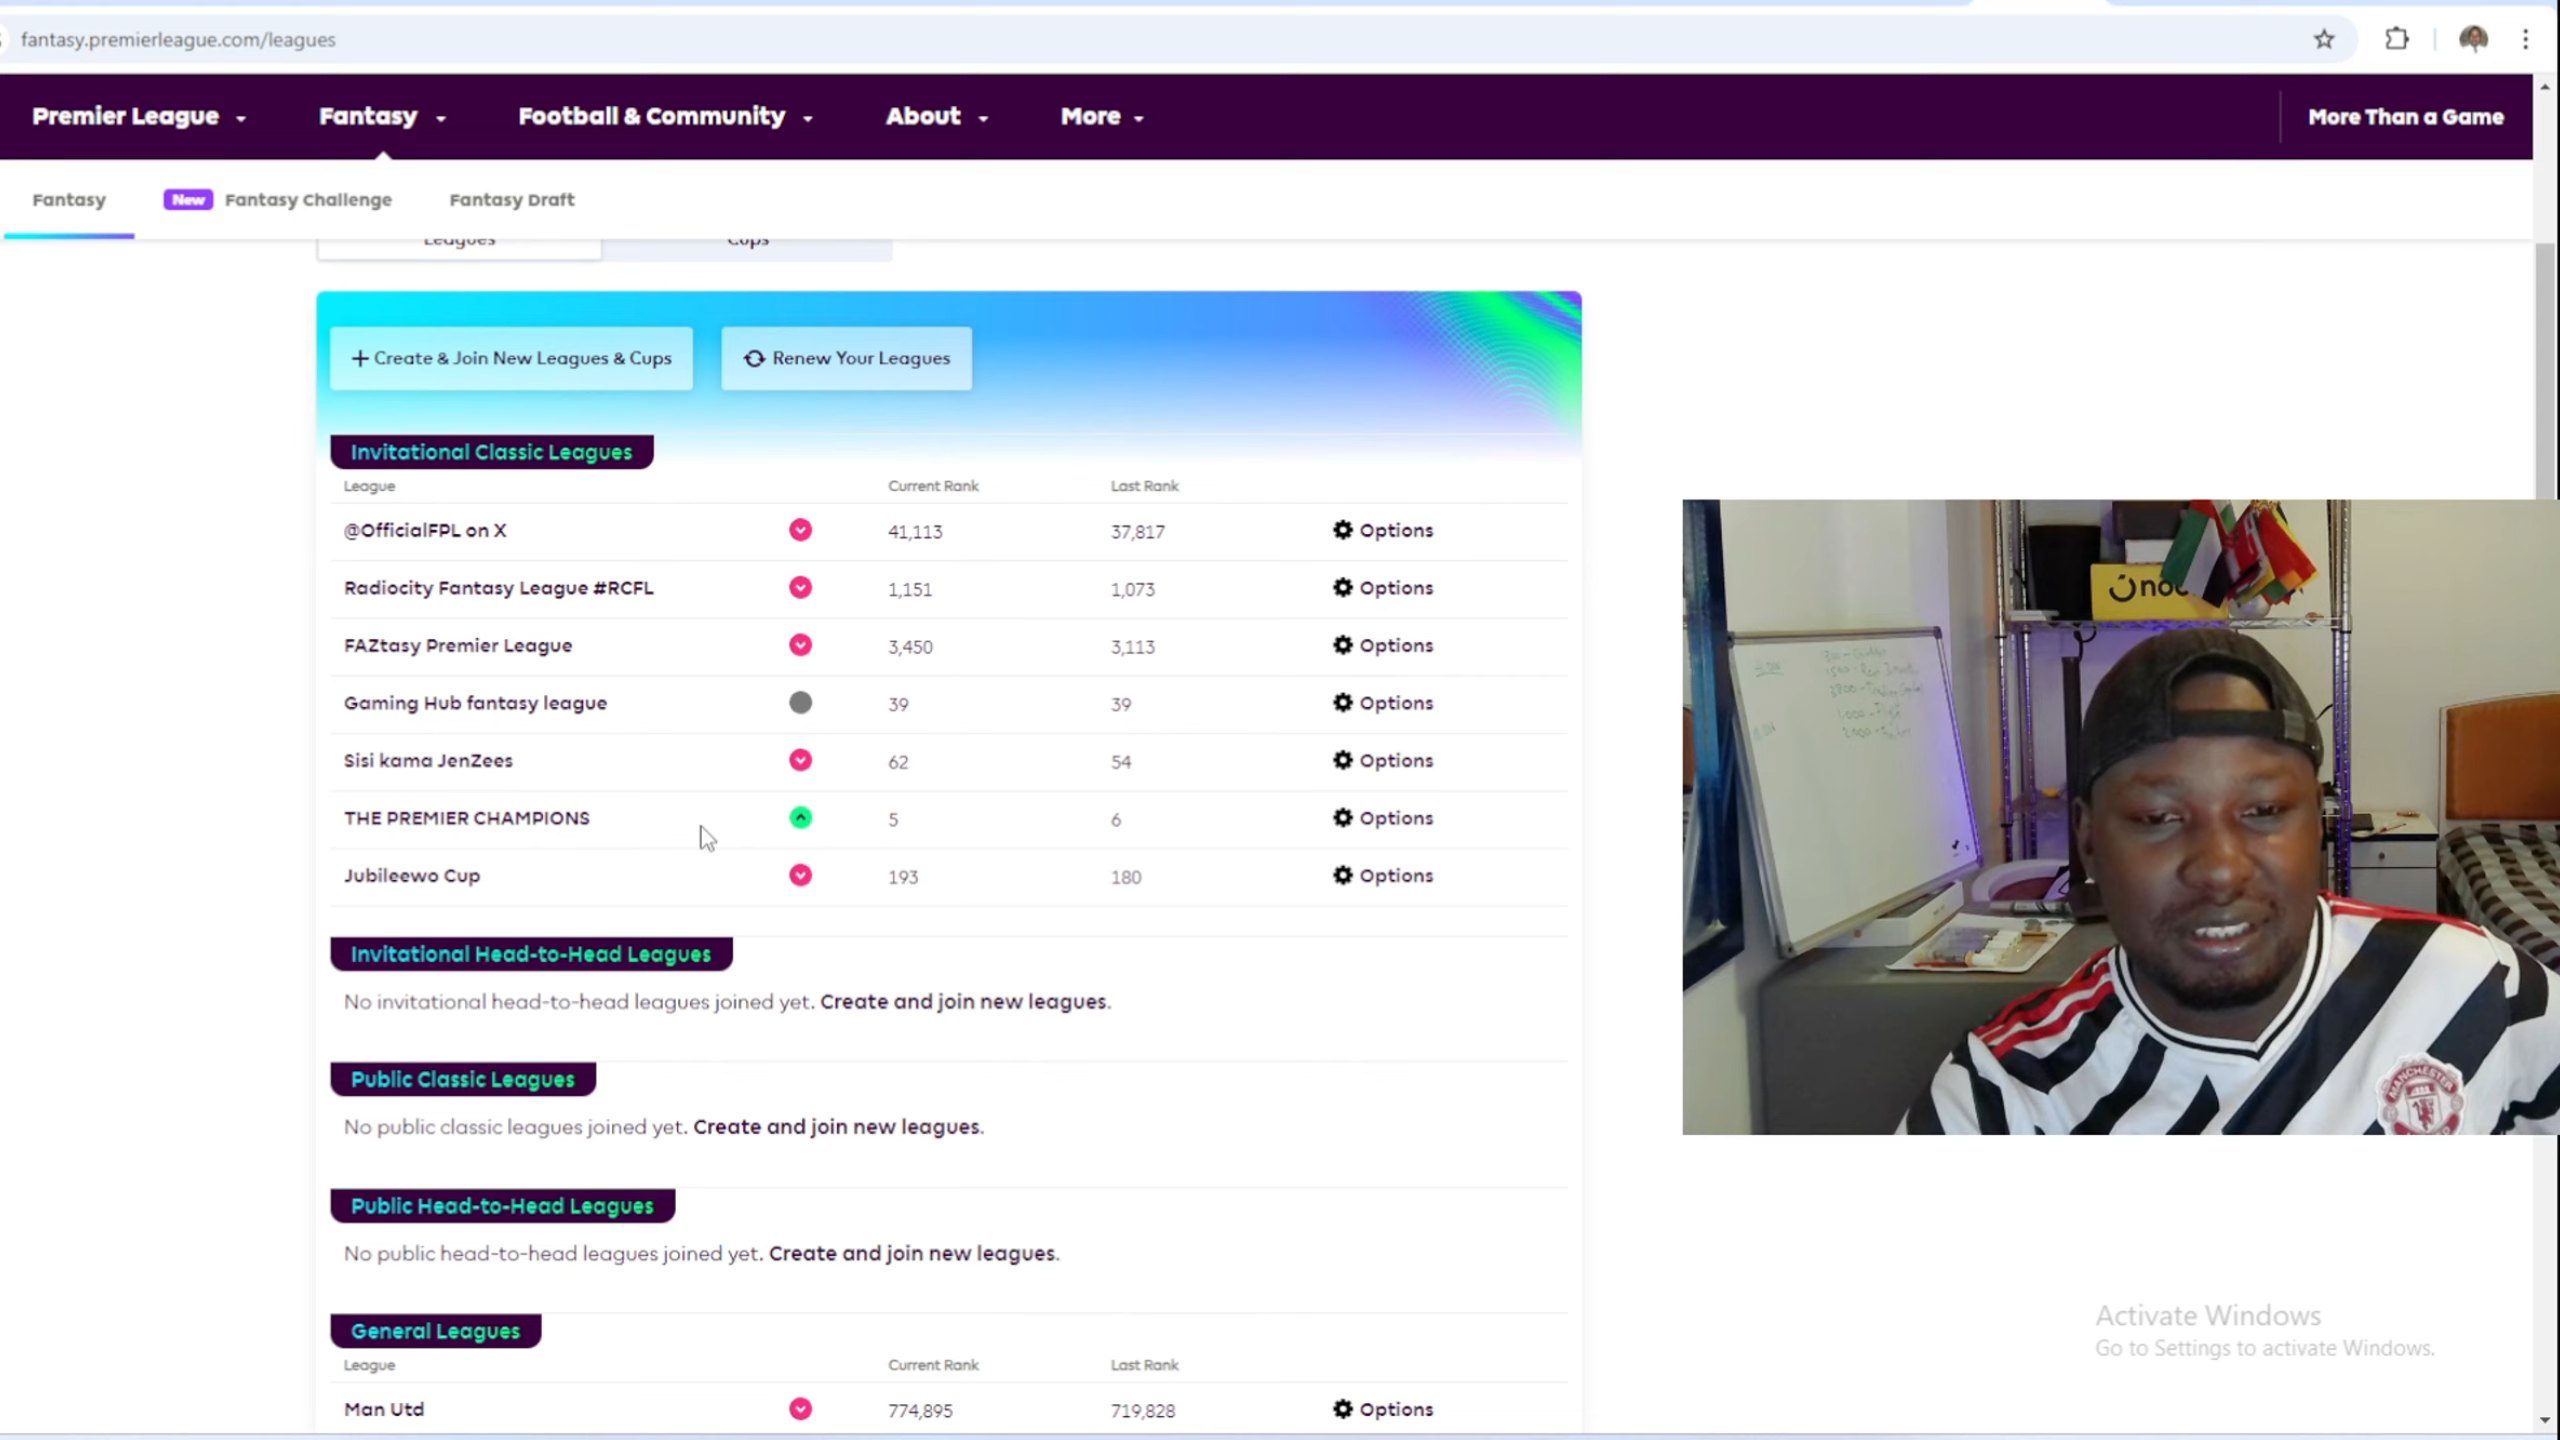 fantasy.premierleague.com/leagues
Premier League Fantasy Football & Community About More More Than a Game
Fantasy New Fantasy Challenge Fantasy Draft
Leagues Cups
+ Create & Join New Leagues & Cups Renew Your Leagues
Invitational Classic Leagues
League Current Rank Last Rank
@OfficialFPL on X 41,113 37,817 Options
Radiocity Fantasy League #RCFL 1,151 1,073 Options
FAZtasy Premier League 3,450 3,113 Options
Gaming Hub fantasy league 39 39 Options
Sisi kama JenZees 62 54 Options
THE PREMIER CHAMPIONS 5 6 Options
Jubileewo Cup 193 180 Options
Invitational Head-to-Head Leagues
No invitational head-to-head leagues joined yet. Create and join new leagues.
Public Classic Leagues
No public classic leagues joined yet. Create and join new leagues.
Public Head-to-Head Leagues
No public head-to-head leagues joined yet. Create and join new leagues.
General Leagues
League Current Rank Last Rank
Man Utd 774,895 719,828 Options
MANCHESTER
Activate Windows
Go to Settings to activate Windows.